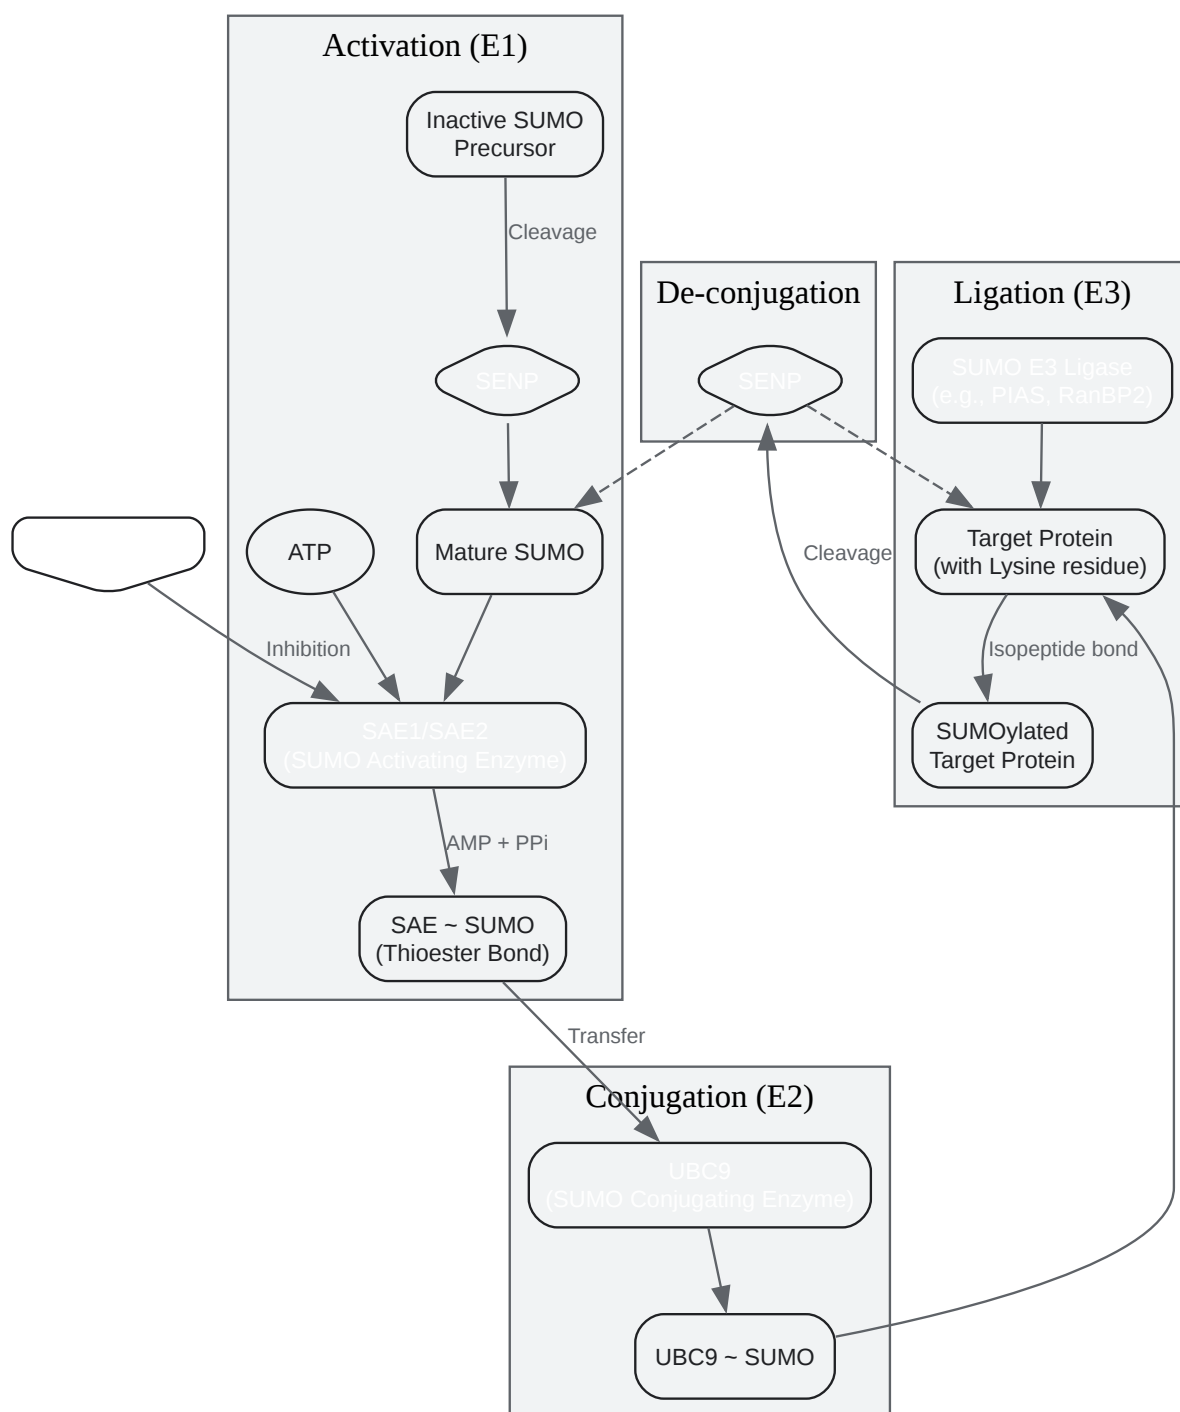 Activation (E1)
Inactive SUMO
Precursor
Cleavage
SENP
Mature SUMO
ATP
Inhibition
SAE1/SAE2
(SUMO Activating Enzyme)
AMP + PPi
SAE ~ SUMO
(Thioester Bond)
Transfer
De-conjugation
SENP
Cleavage
Ligation (E3)
SUMO E3 Ligase
(e.g., PIAS, RanBP2)
Target Protein
(with Lysine residue)
Isopeptide bond
SUMOylated
Target Protein
Conjugation (E2)
UBC9
(SUMO Conjugating Enzyme)
UBC9 ~ SUMO